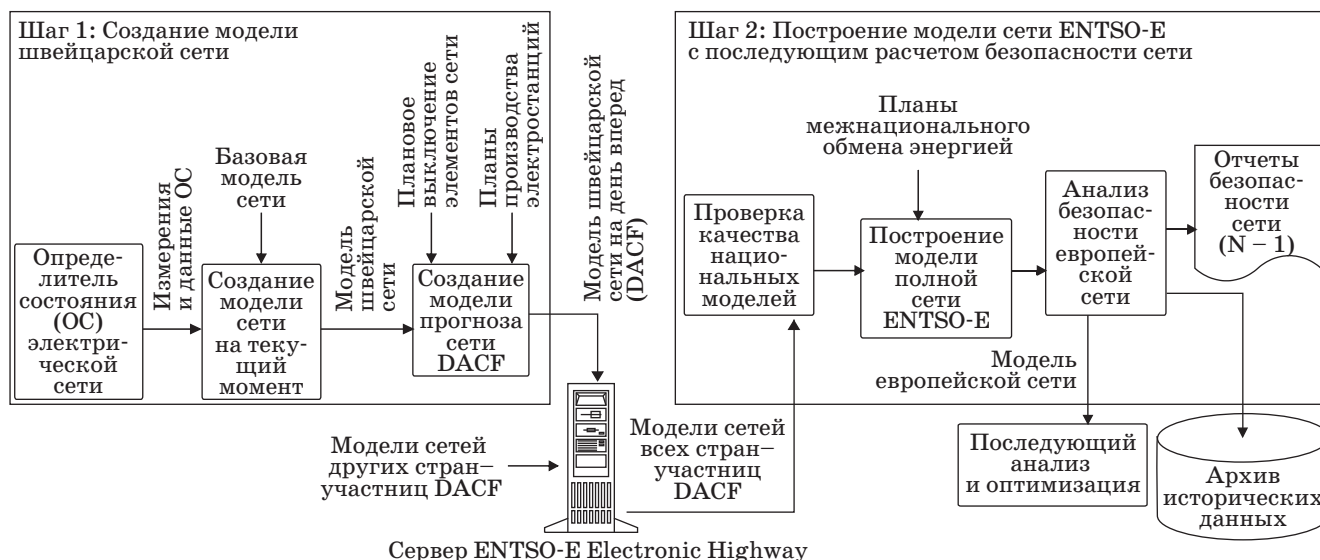 Шаг 1: Создание модели
швейцарской сети
Базовая
модель
сети
Измерения
и данные ОС
Модель
швейцарской
сети
Плановое
выключение
элементов сети
Планы
производства
электростанций
Опреде-
литель
состояния
(ОС)
электри-
ческой
сети
Создание
модели
сети
на теку-
щий
момент
Создание
модели
прогноза
сети
DACF
Модель швейцарской
сети на день вперед
(DACF)
Модели сетей
других стран–
участниц DACF
Сервер ENTSO-E Electronic Highway
Модели сетей
всех стран–
участниц
DACF
Шаг 2: Построение модели сети ENTSO-E
с последующим расчетом безопасности сети
Планы
межнационального
обмена энергией
Проверка
качества
нацио-
нальных
моделей
Построение
модели
полной
сети
ENTSO-E
Анализ
безопас-
ности
европей-
ской
сети
Отчеты
безопас-
ности
сети
(N – 1)
Модель
европейской сети
Последующий
анализ
и оптимизация
Архив
исторических
данных